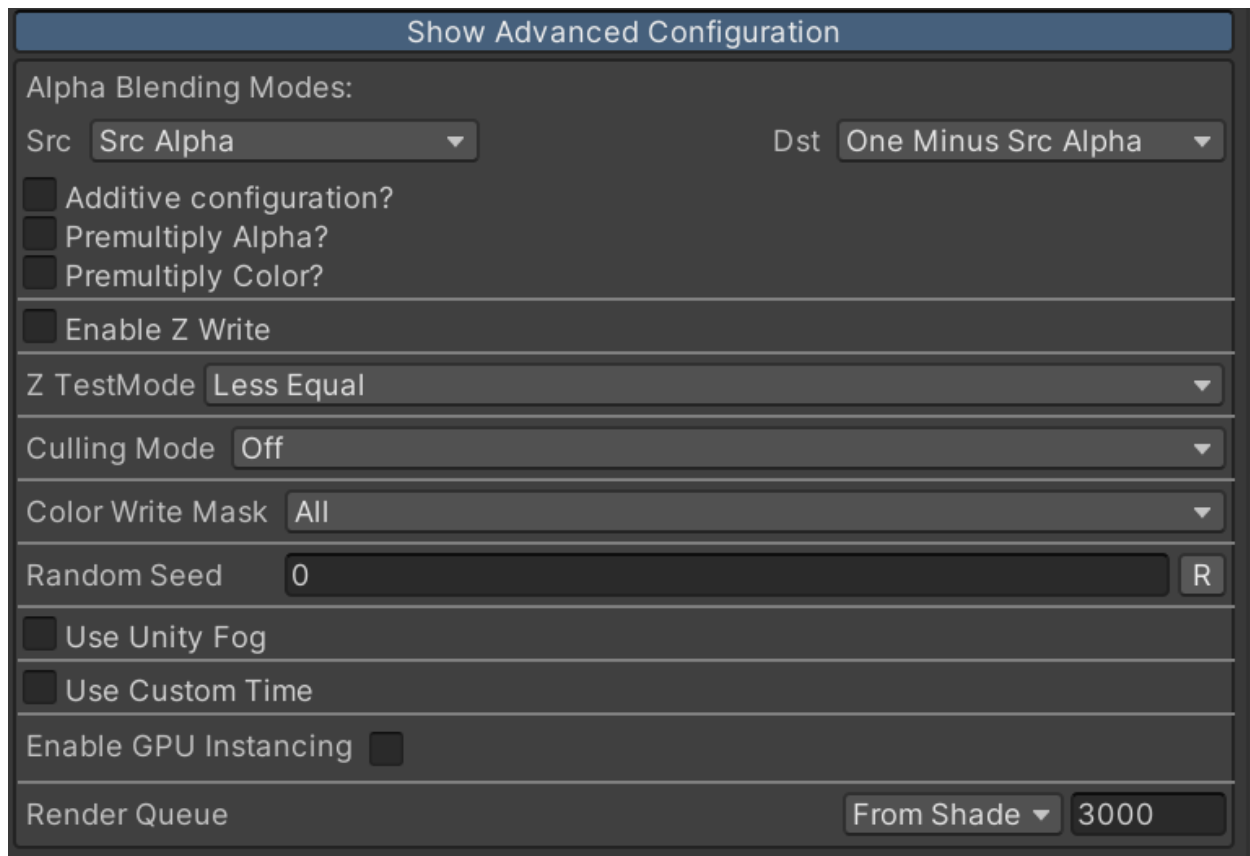 Show Advanced Configuration
Alpha Blending Modes:
Src Src Alpha Dst One Minus Src Alpha
Additive configuration?
Premultiply Alpha?
Premultiply Color?
Enable Z Write
Z TestMode Less Equal
Culling Mode Off
Color Write Mask All
Random Seed 0 R
Use Unity Fog
Use Custom Time
Enable GPU Instancing
Render Queue From Shade 3000